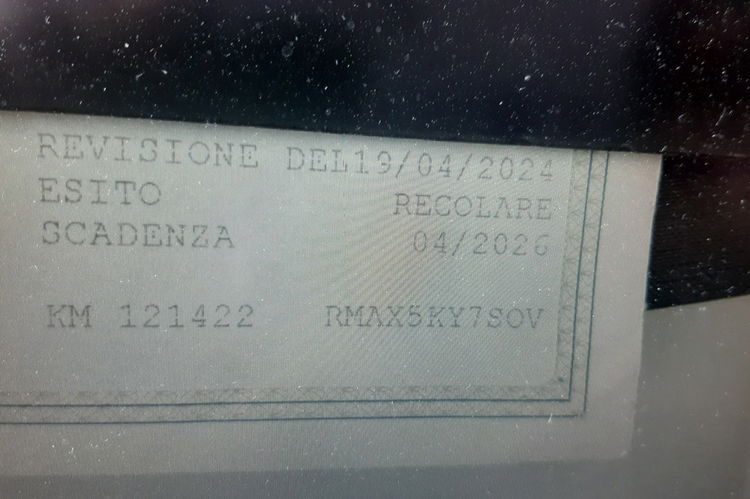 REVISIONE DEL19/04/2024
ESITO REGOLARE
SCADENZA 04/2026
KM 121422 RMAX5KY7SOV